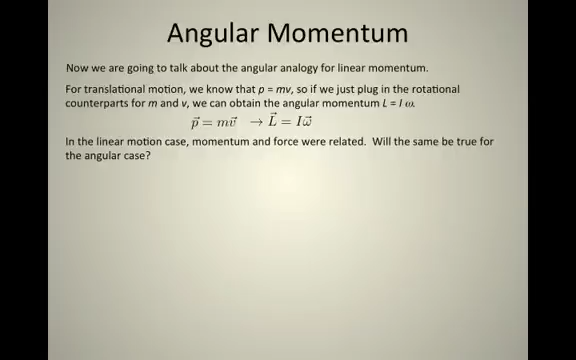 Angular Momentum
Now we are going to talk about the angular analogy for linear momentum.
For translational motion, we know that p = mv, so if we just plug in the rotational
counterparts for m and v, we can obtain the angular momentum L = I ω.
p⃗ = mv⃗ → L⃗ = Iω⃗
In the linear motion case, momentum and force were related. Will the same be true for
the angular case?